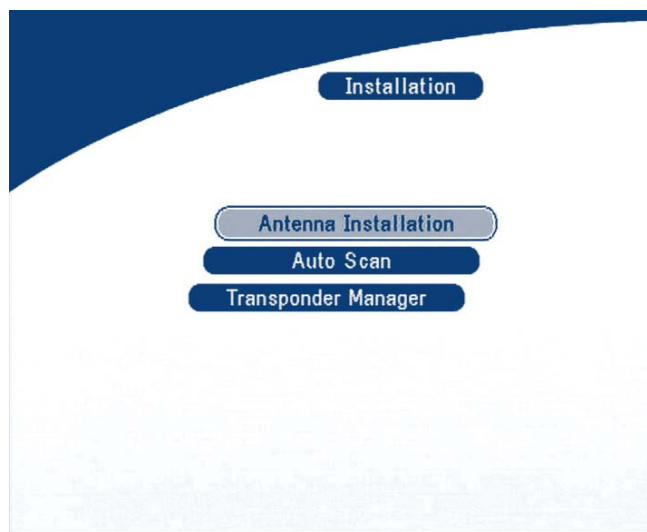 Installation
Antenna Installation
Auto Scan
Transponder Manager